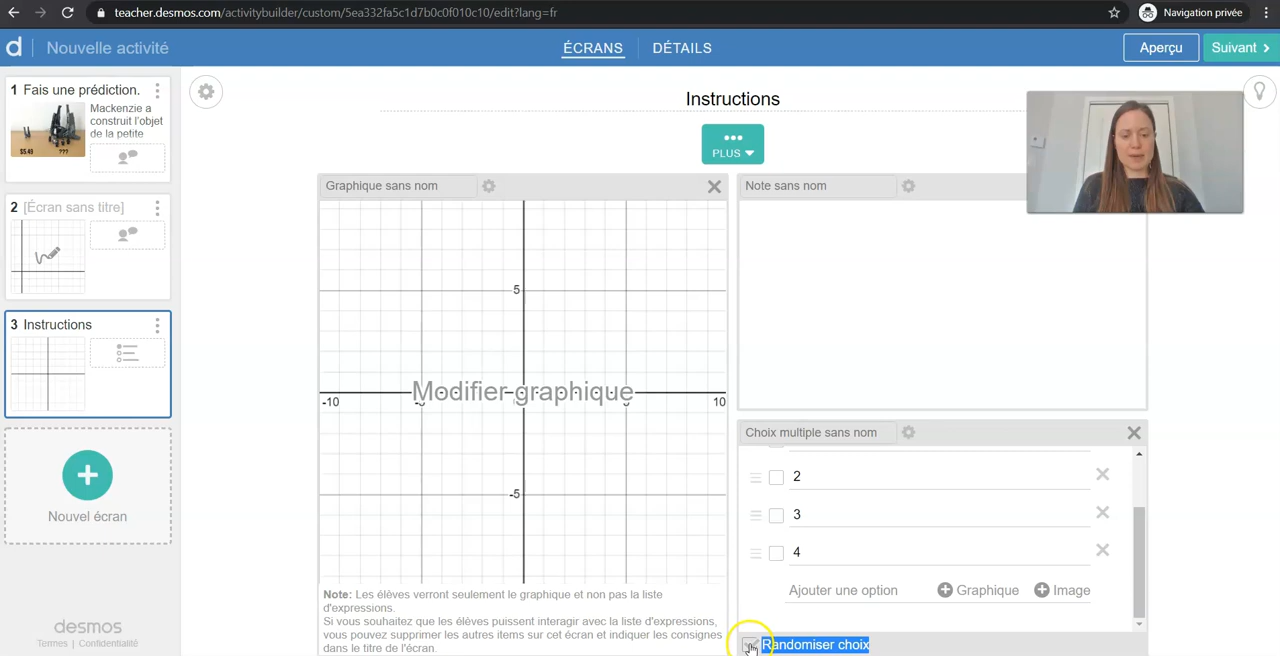 teacher.desmos.com/activitybuilder/custom/5ea332fa5c1d7b0c0f010c10/edit?lang=fr
Navigation privée
d
Nouvelle activité
ÉCRANS
DÉTAILS
Aperçu
Suivant >
1 Fais une prédiction.
Mackenzie a
construit l'objet
de la petite
$5.49
???
2 [Écran sans titre]
3 Instructions
Nouvel écran
desmos
Termes | Confidentialité
Instructions
PLUS
Graphique sans nom
5
-10
10
-5
Modifier graphique
Note: Les élèves verront seulement le graphique et non pas la liste
d'expressions.
Si vous souhaitez que les élèves puissent interagir avec la liste d'expressions,
vous pouvez supprimer les autres items sur cet écran et indiquer les consignes
dans le titre de l'écran.
Note sans nom
Choix multiple sans nom
2
3
4
Ajouter une option
Graphique
Image
Randomiser choix